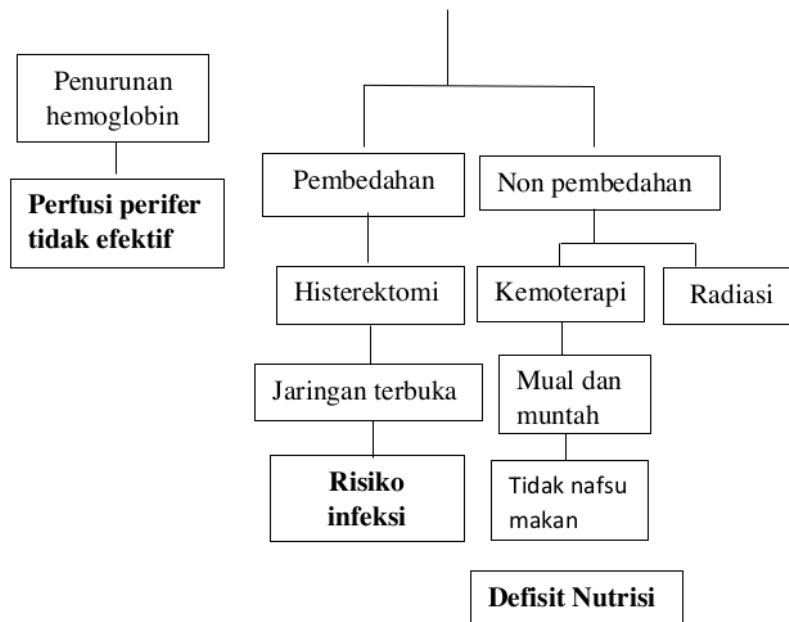 Penurunan
hemoglobin
Perfusi perifer
tidak efektif
Pembedahan
Non pembedahan
Histerektomi
Kemoterapi
Radiasi
Jaringan terbuka
Mual dan
muntah
Risiko
infeksi
Tidak nafsu
makan
Defisit Nutrisi